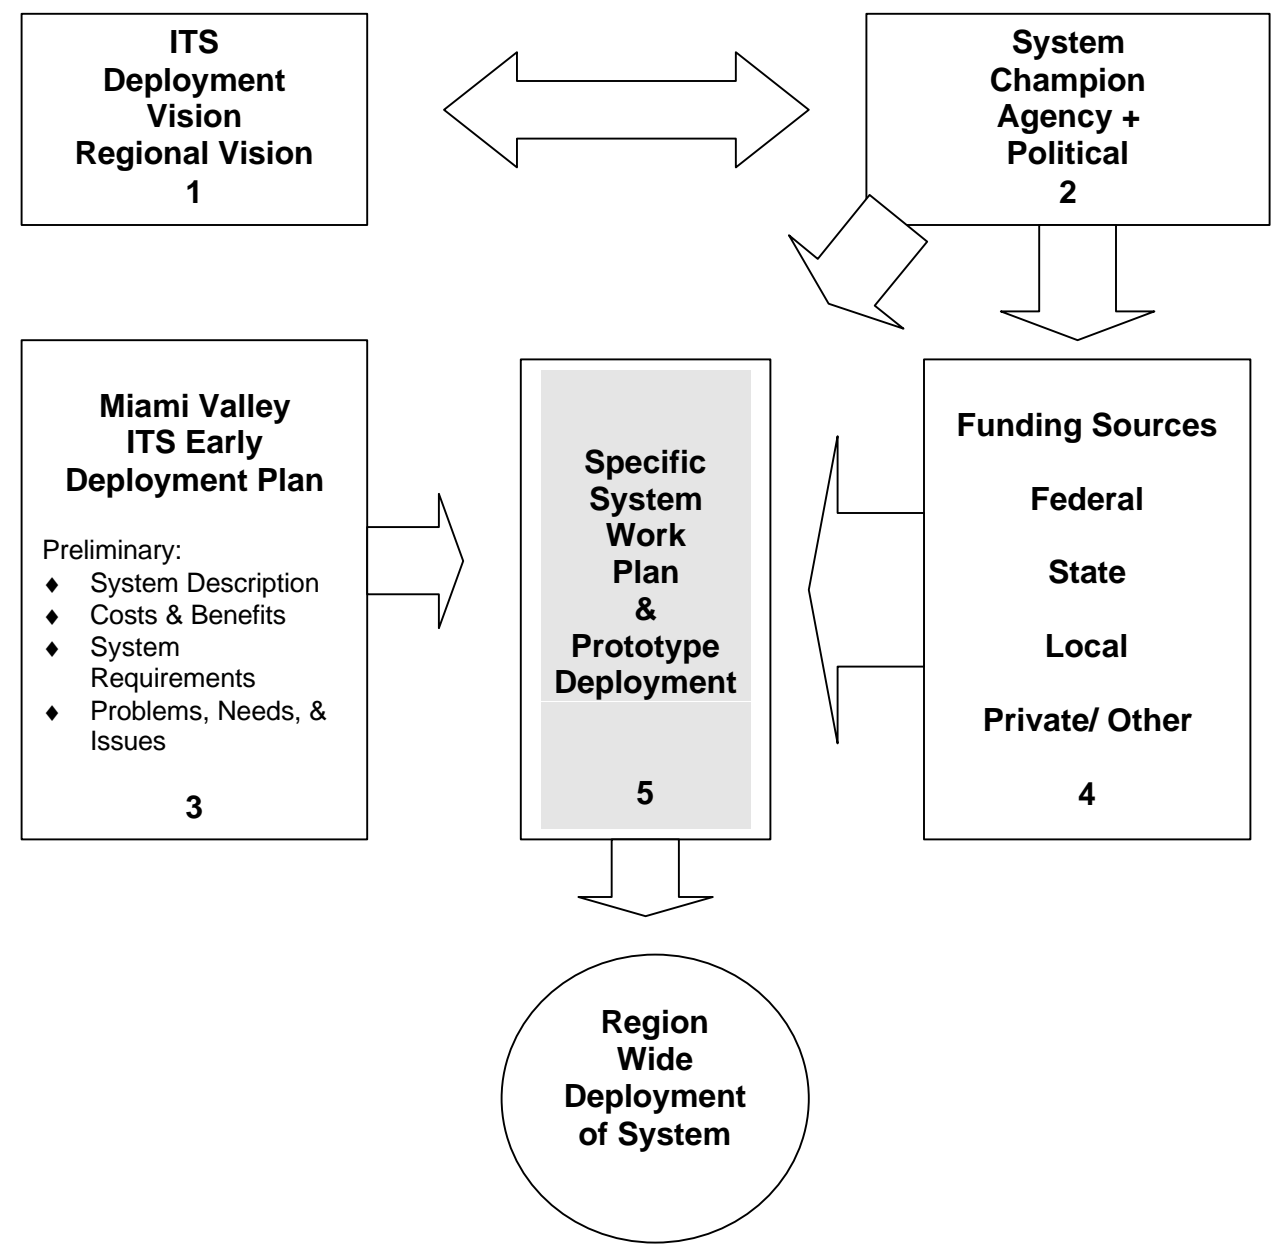 ITS
Deployment
Vision
Regional Vision
1
System
Champion
Agency +
Political
2
Miami Valley
ITS Early
Deployment Plan
Preliminary:
♦ System Description
♦ Costs & Benefits
♦ System
Requirements
♦ Problems, Needs, &
Issues
3
Specific
System
Work
Plan
&
Prototype
Deployment
5
Funding Sources
Federal
State
Local
Private/ Other
4
Region
Wide
Deployment
of System